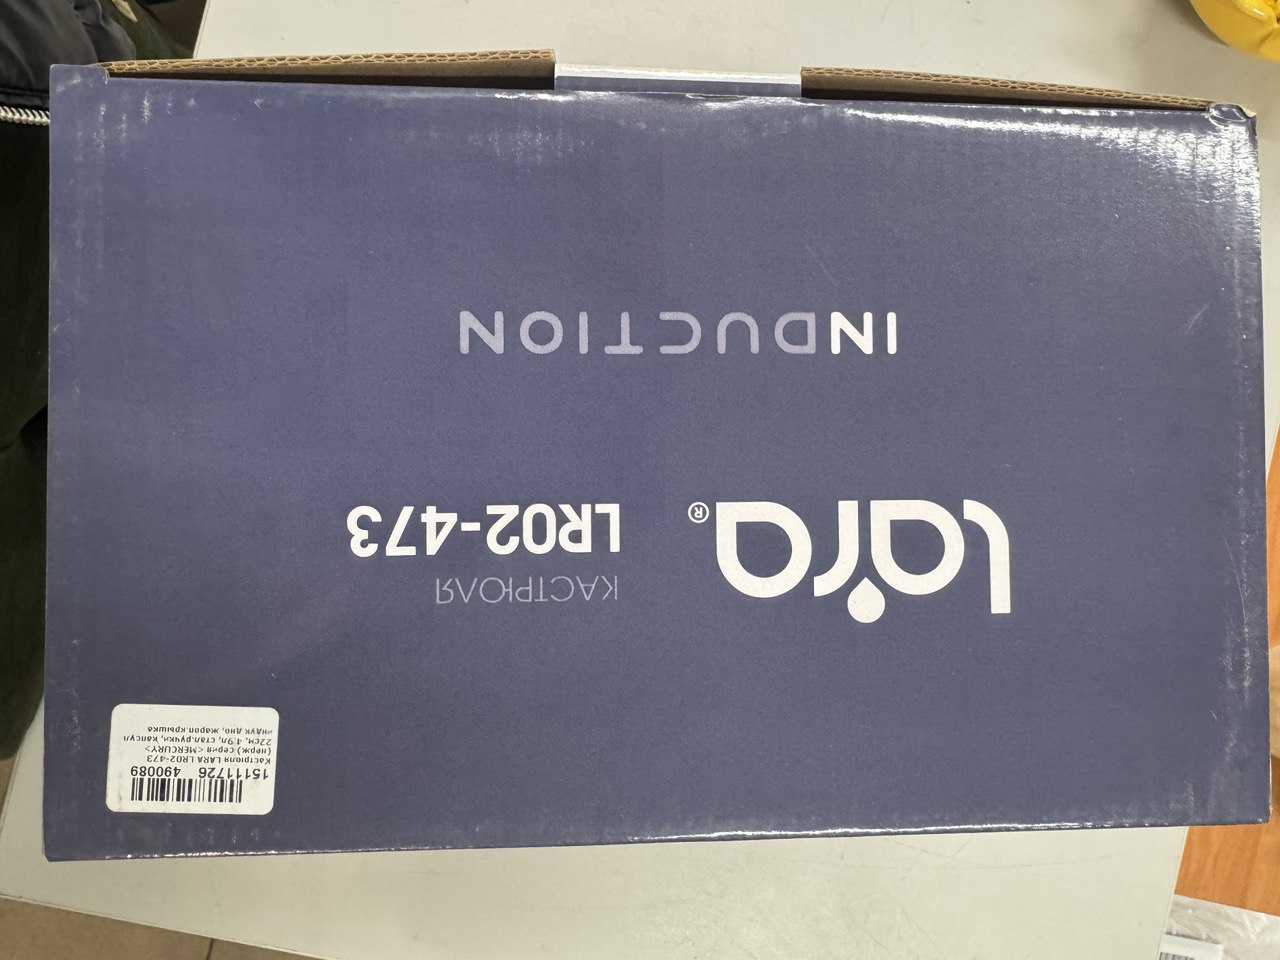 INDUCTION
lara®
LR02-473
КАСТРЮЛЯ
15111726 490089
Кастрюля LARA LR02-473
(нерж) серия <MERCURY>
22см, 4.9л, стал.ручки, капсул
индук дно, жароп.крышка